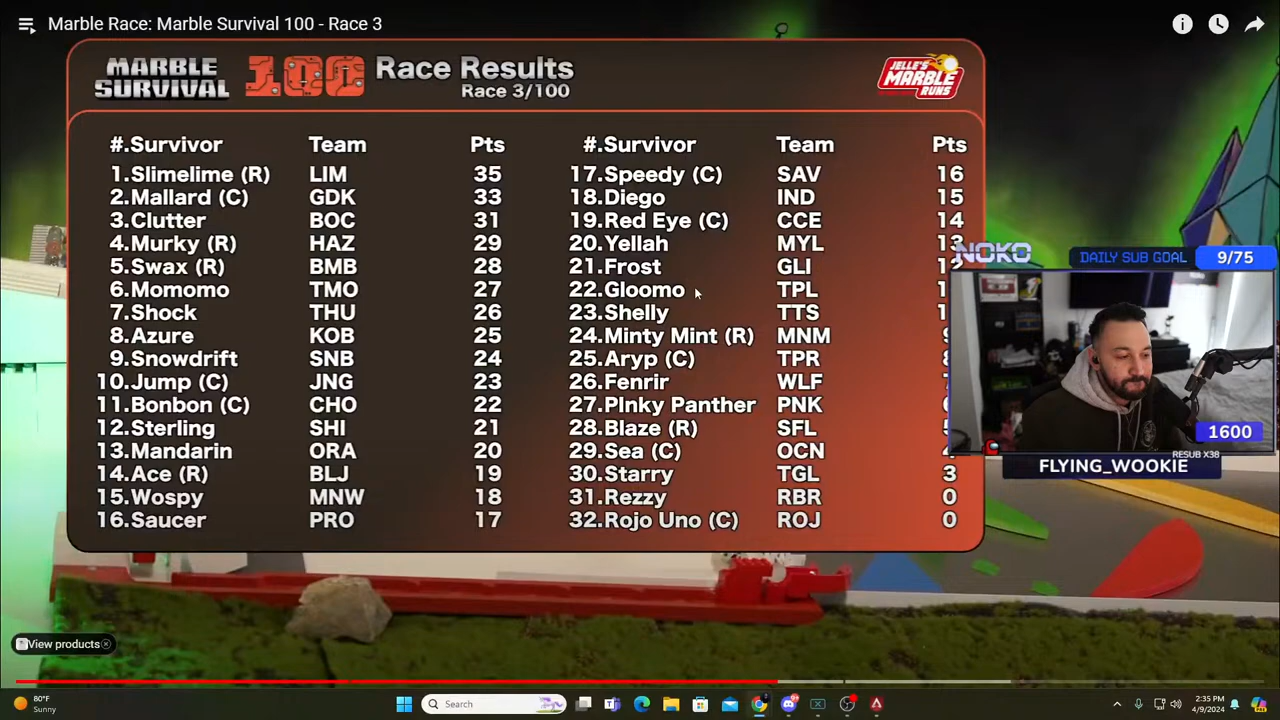 Marble Race: Marble Survival 100 - Race 3
MARBLE SURVIVAL 100 Race Results
Race 3/100
JELLE'S MARBLE RUNS
#.Survivor Team Pts #.Survivor Team Pts
1.Slimelime (R) LIM 35 17.Speedy (C) SAV 16
2.Mallard (C) GDK 33 18.Diego IND 15
3.Clutter BOC 31 19.Red Eye (C) CCE 14
4.Murky (R) HAZ 29 20.Yellah MYL 13
5.Swax (R) BMB 28 21.Frost GLI
6.Momomo TMO 27 22.Gloomo TPL
7.Shock THU 26 23.Shelly TTS
8.Azure KOB 25 24.Minty Mint (R) MNM
9.Snowdrift SNB 24 25.Aryp (C) TPR
10.Jump (C) JNG 23 26.Fenrir WLF
11.Bonbon (C) CHO 22 27.Pinky Panther PNK
12.Sterling SHI 21 28.Blaze (R) SFL
13.Mandarin ORA 20 29.Sea (C) OCN
14.Ace (R) BLJ 19 30.Starry TGL 3
15.Wospy MNW 18 31.Rezzy RBR 0
16.Saucer PRO 17 32.Rojo Uno (C) ROJ 0
NOKO
DAILY SUB GOAL 9/75
1600
RESUB X38
FLYING_WOOKIE
View products
80°F
Sunny
Search
2:35 PM
4/9/2024